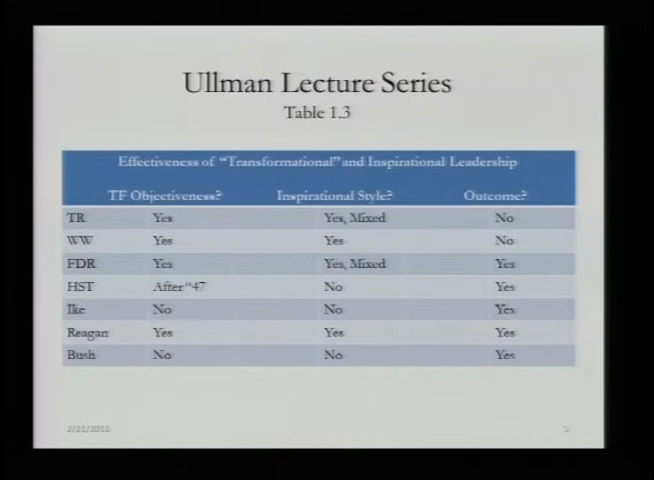 Ullman Lecture Series
Table 1.3
Effectiveness of "Transformational" and Inspirational Leadership
TF Objectiveness? Inspirational Style? Outcome?
TR Yes Yes, Mixed No
WW Yes Yes No
FDR Yes Yes, Mixed Yes
HST After "47 No Yes
Ike No No Yes
Reagan Yes Yes Yes
Bush No No Yes
2/21/2012 5